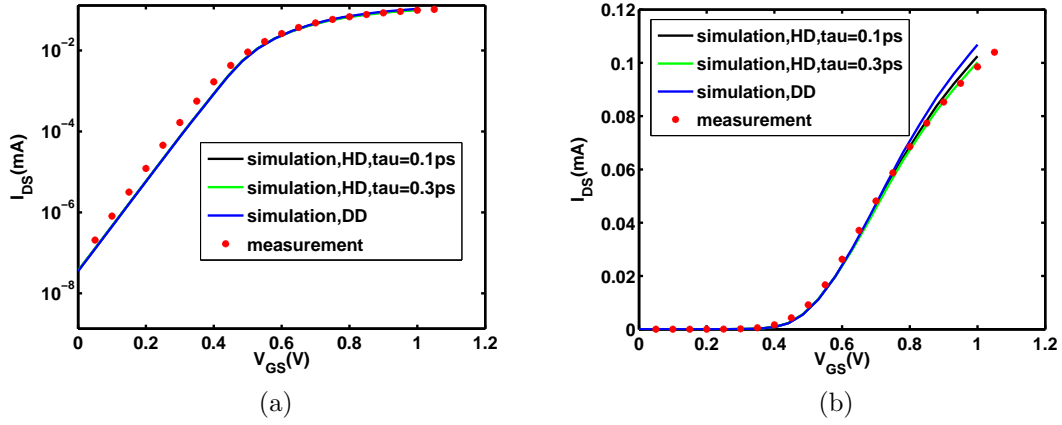 10⁻²
10⁻⁴
10⁻⁶
10⁻⁸
I_DS(mA)
simulation,HD,tau=0.1ps
simulation,HD,tau=0.3ps
simulation,DD
measurement
0 0.2 0.4 0.6 0.8 1 1.2
V_GS(V)
(a)
0.12
0.1
0.08
0.06
0.04
0.02
0
I_DS(mA)
simulation,HD,tau=0.1ps
simulation,HD,tau=0.3ps
simulation,DD
measurement
0 0.2 0.4 0.6 0.8 1 1.2
V_GS(V)
(b)